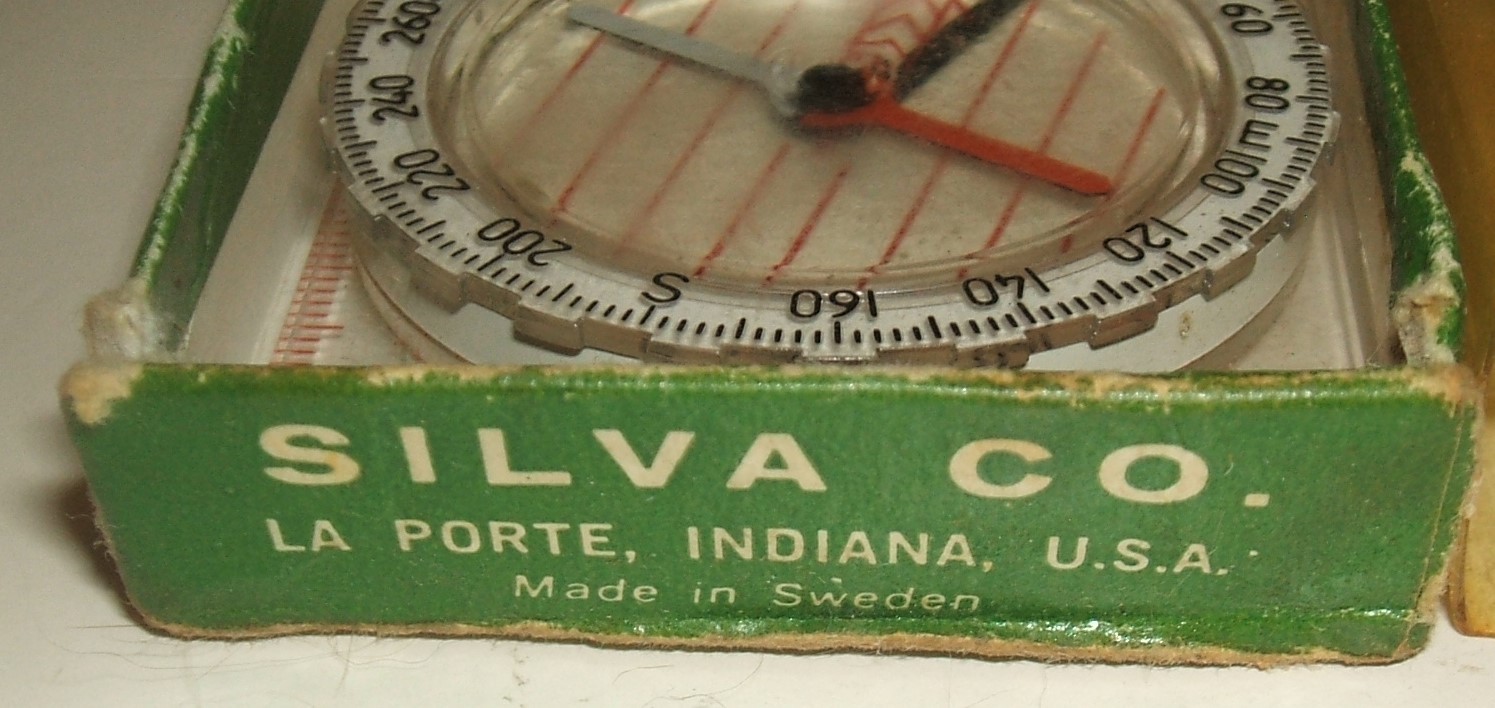 260
240
220
200
S
160
140
120
100
E
80
60
SILVA CO.
LA PORTE, INDIANA, U.S.A.
Made in Sweden